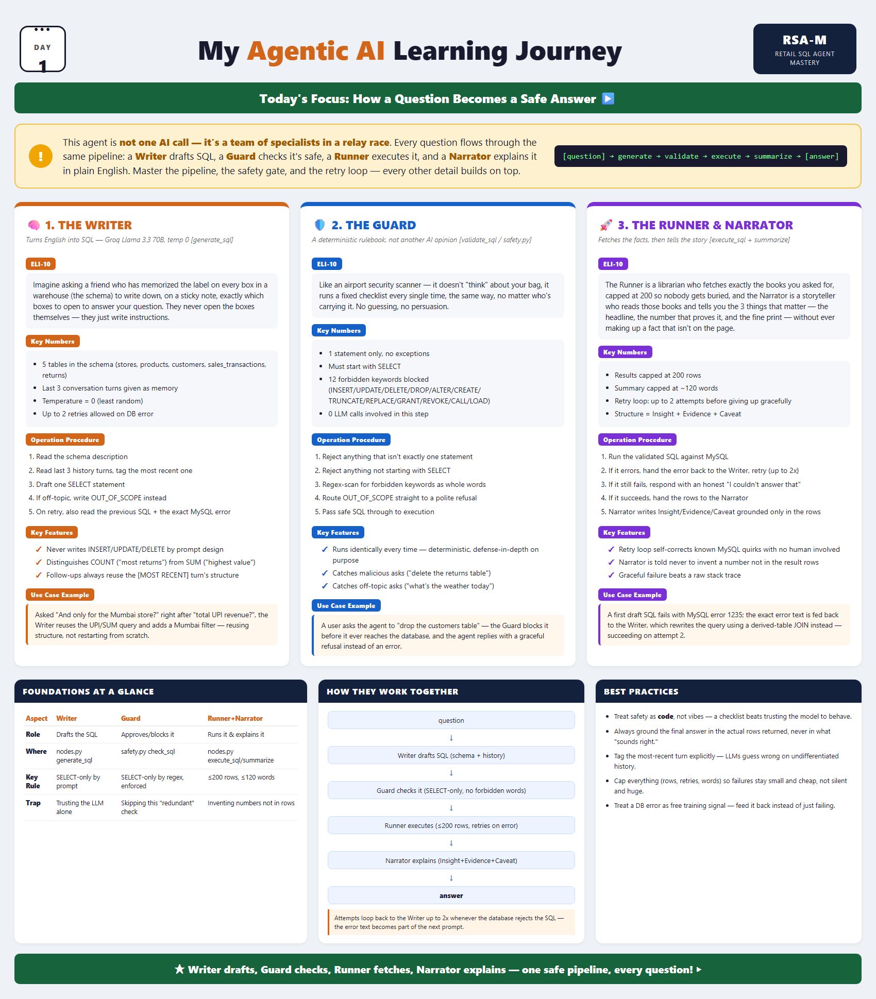 DAY
1
My Agentic AI Learning Journey
RSA-M
RETAIL SQL AGENT
MASTERY
Today's Focus: How a Question Becomes a Safe Answer ▶
!
This agent is not one AI call — it's a team of specialists in a relay race. Every question flows through the
same pipeline: a Writer drafts SQL, a Guard checks it's safe, a Runner executes it, and a Narrator explains it
in plain English. Master the pipeline, the safety gate, and the retry loop — every other detail builds on top.
[question] → generate → validate → execute → summarize → [answer]
1. THE WRITER
Turns English into SQL — Groq Llama 3.3 70B, temp 0 [generate_sql]
ELI-10
Imagine asking a friend who has memorized the label on every box in a
warehouse (the schema) to write down, on a sticky note, exactly which
boxes to open to answer your question. They never open the boxes
themselves — they just write instructions.
Key Numbers
• 5 tables in the schema (stores, products, customers, sales_transactions,
returns)
• Last 3 conversation turns given as memory
• Temperature = 0 (least random)
• Up to 2 retries allowed on DB error
Operation Procedure
1. Read the schema description
2. Read last 3 history turns, tag the most recent one
3. Draft one SELECT statement
4. If off-topic, write OUT_OF_SCOPE instead
5. On retry, also read the previous SQL + the exact MySQL error
Key Features
✓ Never writes INSERT/UPDATE/DELETE by prompt design
✓ Distinguishes COUNT ("most returns") from SUM ("highest value")
✓ Follow-ups always reuse the [MOST RECENT] turn's structure
Use Case Example
Asked "And only for the Mumbai store?" right after "total UPI revenue?", the
Writer reuses the UPI/SUM query and adds a Mumbai filter — reusing
structure, not restarting from scratch.
2. THE GUARD
A deterministic rulebook, not another AI opinion [validate_sql / safety.py]
ELI-10
Like an airport security scanner — it doesn't "think" about your bag, it
runs a fixed checklist every single time, the same way, no matter who's
carrying it. No guessing, no persuasion.
Key Numbers
• 1 statement only, no exceptions
• Must start with SELECT
• 12 forbidden keywords blocked
(INSERT/UPDATE/DELETE/DROP/ALTER/CREATE/
TRUNCATE/REPLACE/GRANT/REVOKE/CALL/LOAD)
• 0 LLM calls involved in this step
Operation Procedure
1. Reject anything that isn't exactly one statement
2. Reject anything not starting with SELECT
3. Regex-scan for forbidden keywords as whole words
4. Route OUT_OF_SCOPE straight to a polite refusal
5. Pass safe SQL through to execution
Key Features
✓ Runs identically every time — deterministic, defense-in-depth on
purpose
✓ Catches malicious asks ("delete the returns table")
✓ Catches off-topic asks ("what's the weather today")
Use Case Example
A user asks the agent to "drop the customers table" — the Guard blocks it
before it ever reaches the database, and the agent replies with a graceful
refusal instead of an error.
3. THE RUNNER & NARRATOR
Fetches the facts, then tells the story [execute_sql + summarize]
ELI-10
The Runner is a librarian who fetches exactly the books you asked for,
capped at 200 so nobody gets buried, and the Narrator is a storyteller
who reads those books and tells you the 3 things that matter — the
headline, the number that proves it, and the fine print — without ever
making up a fact that isn't on the page.
Key Numbers
• Results capped at 200 rows
• Summary capped at ~120 words
• Retry loop: up to 2 attempts before giving up gracefully
• Structure = Insight + Evidence + Caveat
Operation Procedure
1. Run the validated SQL against MySQL
2. If it errors, hand the error back to the Writer, retry (up to 2x)
3. If it still fails, respond with an honest "I couldn't answer that"
4. If it succeeds, hand the rows to the Narrator
5. Narrator writes Insight/Evidence/Caveat grounded only in the rows
Key Features
✓ Retry loop self-corrects known MySQL quirks with no human involved
✓ Narrator is told never to invent a number not in the result rows
✓ Graceful failure beats a raw stack trace
Use Case Example
A first draft SQL fails with MySQL error 1235; the exact error text is fed back
to the Writer, which rewrites the query using a derived-table JOIN instead —
succeeding on attempt 2.
FOUNDATIONS AT A GLANCE
Aspect Writer Guard Runner+Narrator
Role Drafts the SQL Approves/blocks it Runs it & explains it
Where nodes.py safety.py check_sql nodes.py
generate_sql execute_sql/summarize
Key SELECT-only by SELECT-only by regex, ≤200 rows, ≤120 words
Rule prompt enforced
Trap Trusting the LLM Skipping this "redundant" Inventing numbers not in rows
alone check
HOW THEY WORK TOGETHER
question
↓
Writer drafts SQL (schema + history)
↓
Guard checks it (SELECT-only, no forbidden words)
↓
Runner executes (≤200 rows, retries on error)
↓
Narrator explains (Insight+Evidence+Caveat)
↓
answer
Attempts loop back to the Writer up to 2x whenever the database rejects the SQL —
the error text becomes part of the next prompt.
BEST PRACTICES
• Treat safety as code, not vibes — a checklist beats trusting the model to behave.
• Always ground the final answer in the actual rows returned, never in what
"sounds right."
• Tag the most-recent turn explicitly — LLMs guess wrong on undifferentiated
history.
• Cap everything (rows, retries, words) so failures stay small and cheap, not silent
and huge.
• Treat a DB error as free training signal — feed it back instead of just failing.
★ Writer drafts, Guard checks, Runner fetches, Narrator explains — one safe pipeline, every question! ▶